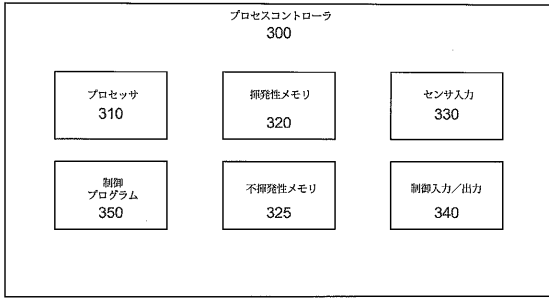 プロセスコントローラ
300
プロセッサ
310
揮発性メモリ
320
センサ入力
330
制御
プログラム
350
不揮発性メモリ
325
制御入力／出力
340